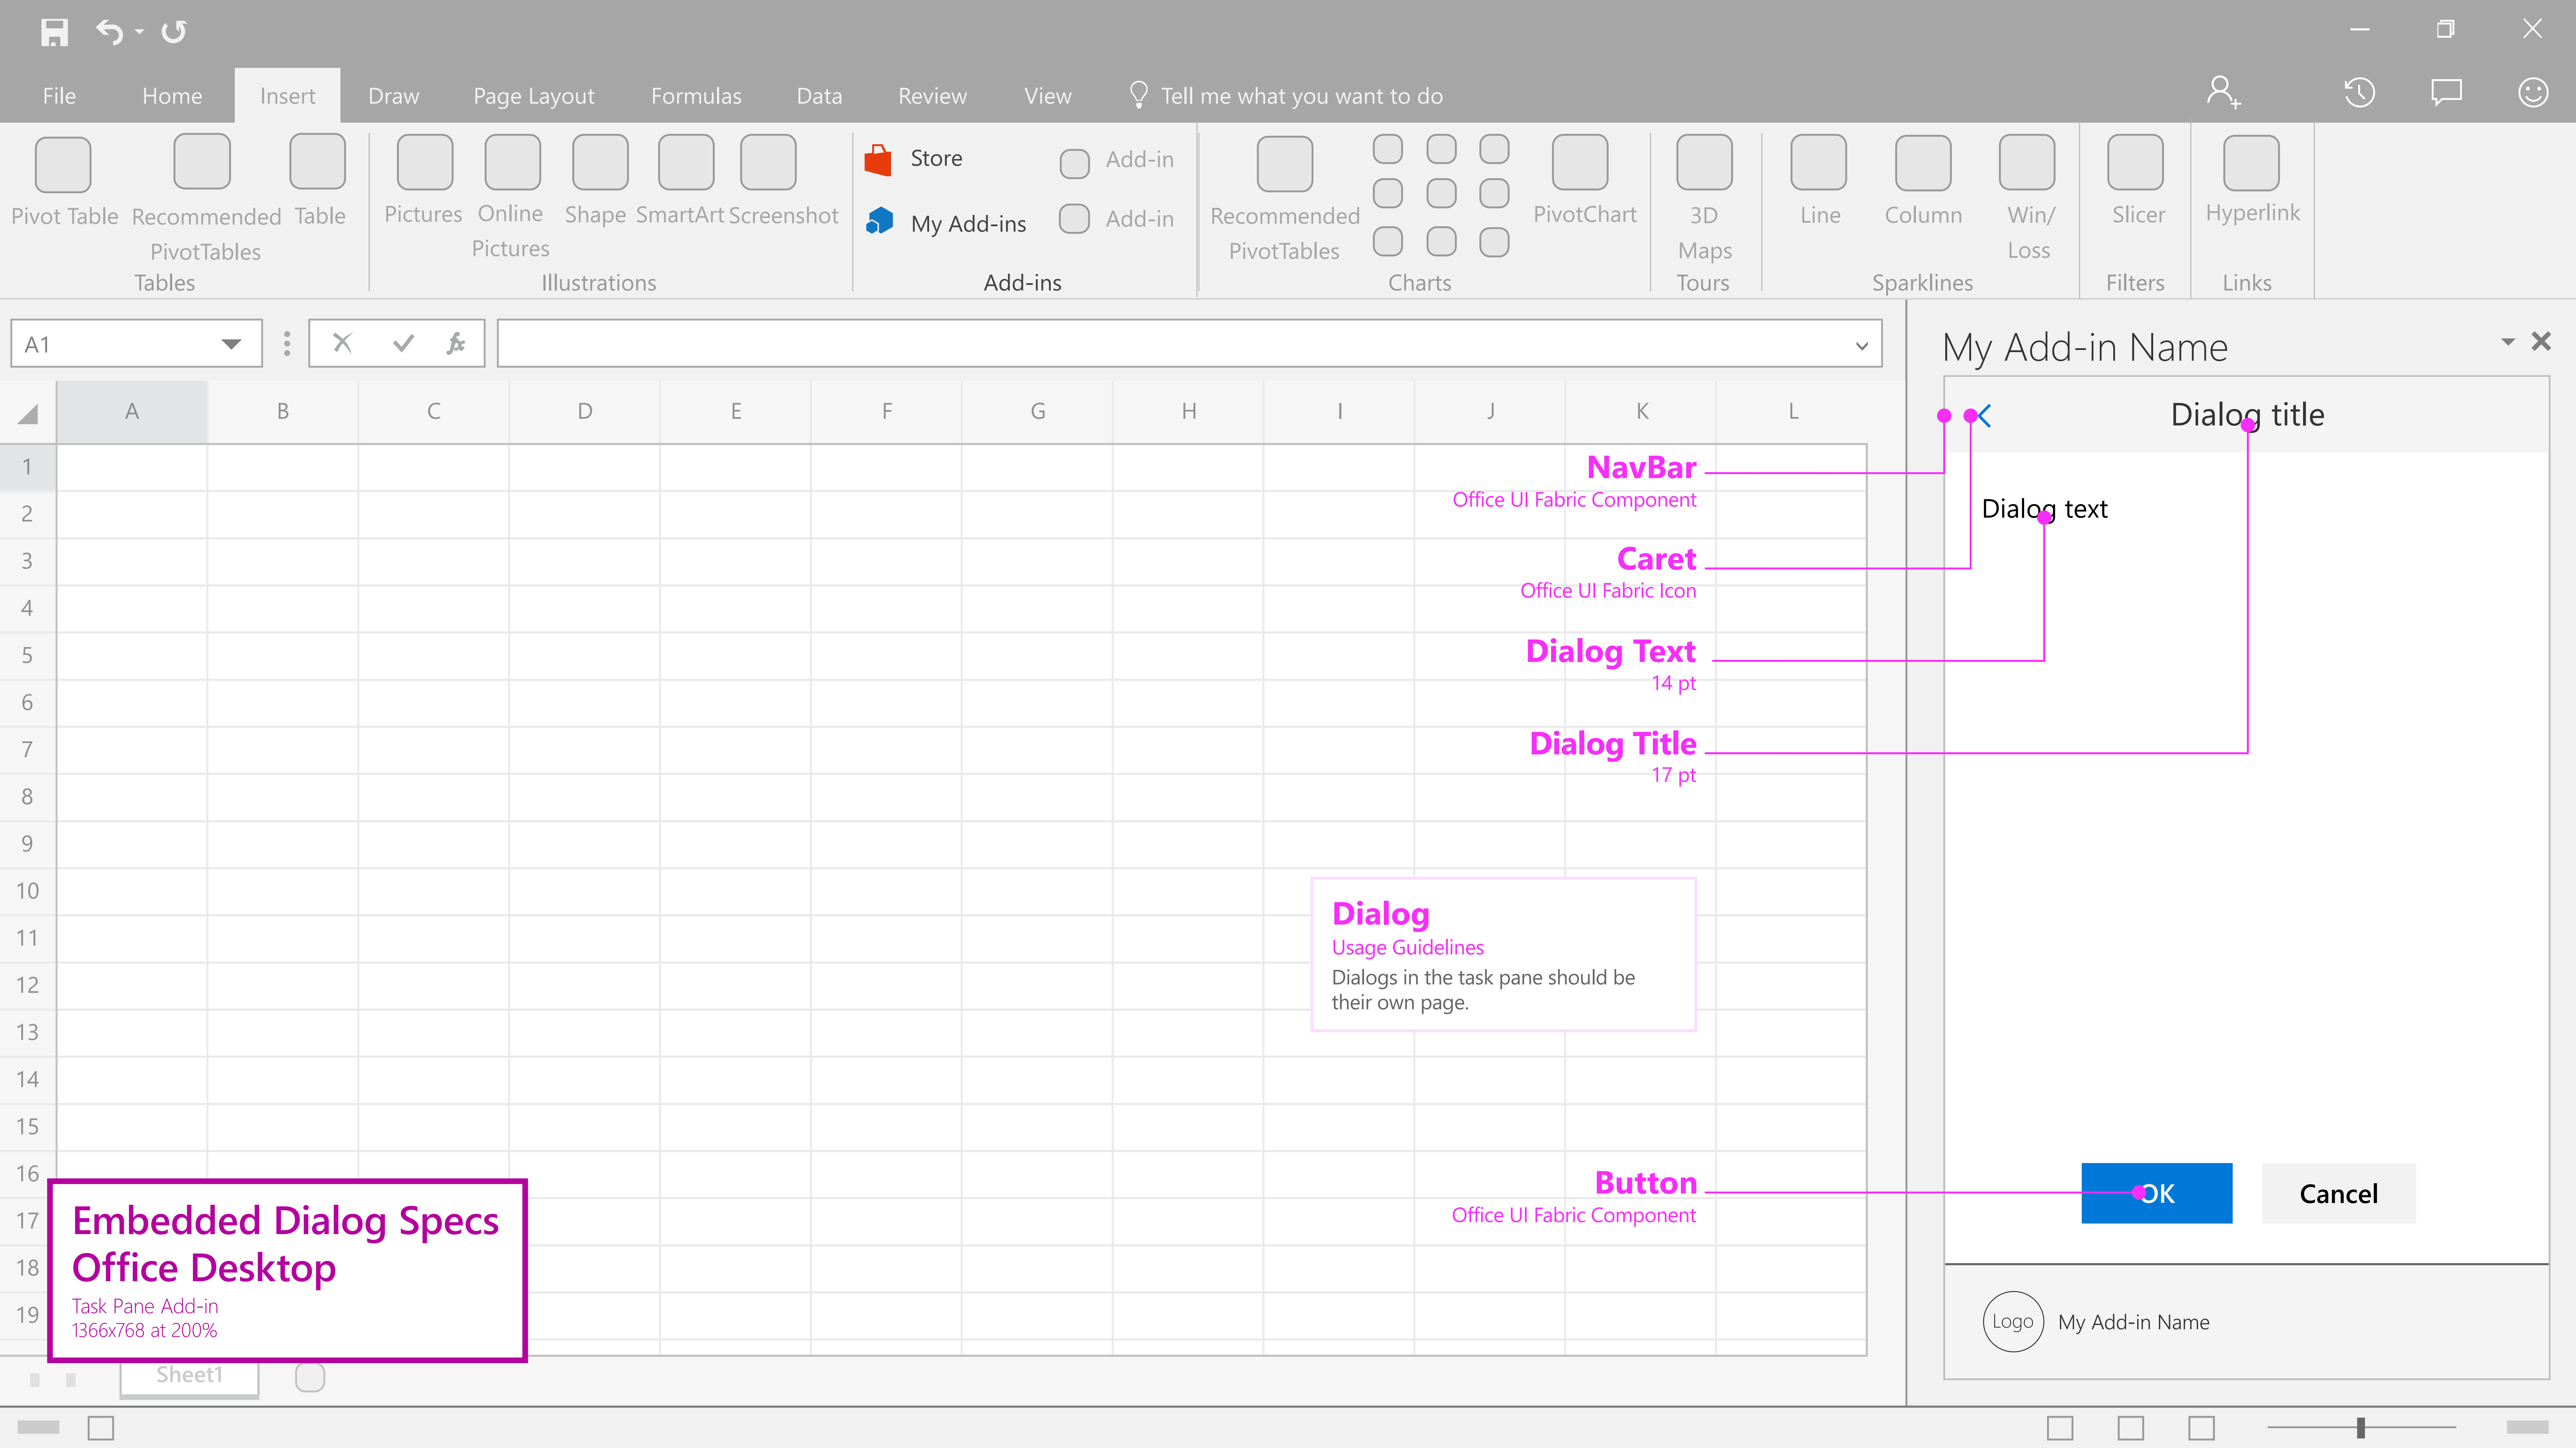 File Home Insert Draw Page Layout Formulas Data Review View Tell me what you want to do
Pivot Table
Recommended
PivotTables
Table
Tables
Pictures
Online
Pictures
Shape
SmartArt
Screenshot
Illustrations
Store
My Add-ins
Add-in
Add-in
Add-ins
Recommended
PivotTables
PivotChart
Charts
3D
Maps
Tours
Line
Column
Win/
Loss
Sparklines
Slicer
Filters
Hyperlink
Links
A1
fx
A B C D E F G H I J K L
1
2
3
4
5
6
7
8
9
10
11
12
13
14
15
16
17
18
19
NavBar
Office UI Fabric Component
Caret
Office UI Fabric Icon
Dialog Text
14 pt
Dialog Title
17 pt
Dialog
Usage Guidelines
Dialogs in the task pane should be
their own page.
Button
Office UI Fabric Component
Embedded Dialog Specs
Office Desktop
Task Pane Add-in
1366x768 at 200%
Sheet1
My Add-in Name
Dialog title
Dialog text
OK
Cancel
Logo
My Add-in Name